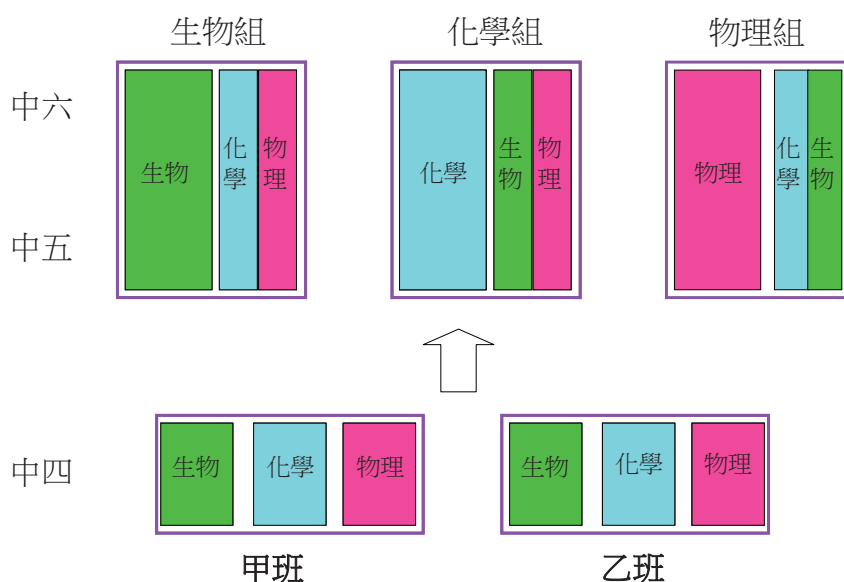 生物組 化學組 物理組
中六
生物 化學 物理 化學 生物 物理 物理 化學 生物
中五
中四
生物 化學 物理 生物 化學 物理
甲班 乙班